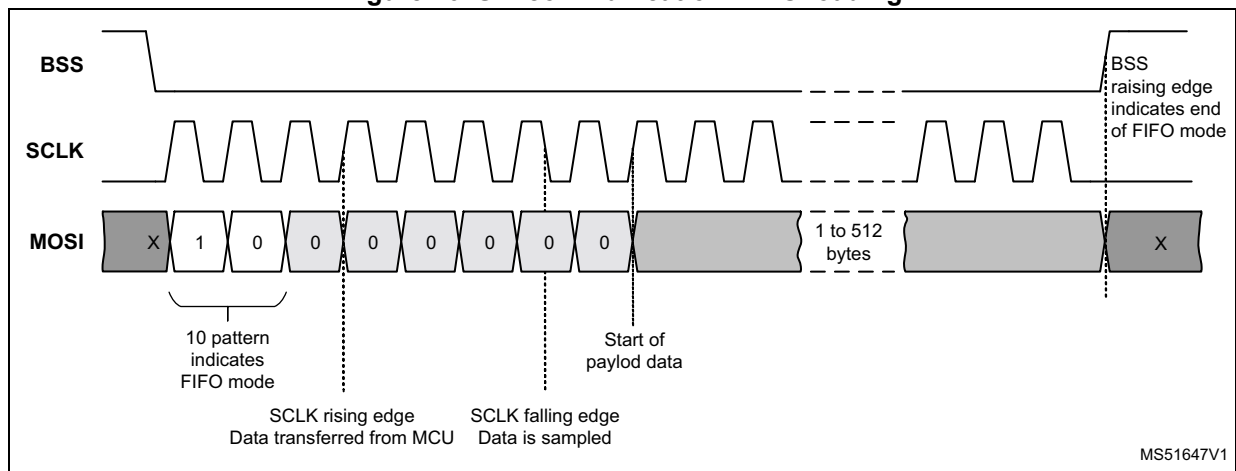 BSS
BSS
raising edge
indicates end
of FIFO mode
SCLK
MOSI
X 1 0 0 0 0 0 0 0 1 to 512 X
bytes
10 pattern
indicates
FIFO mode
Start of
paylod data
SCLK rising edge
Data transferred from MCU
SCLK falling edge
Data is sampled
MS51647V1